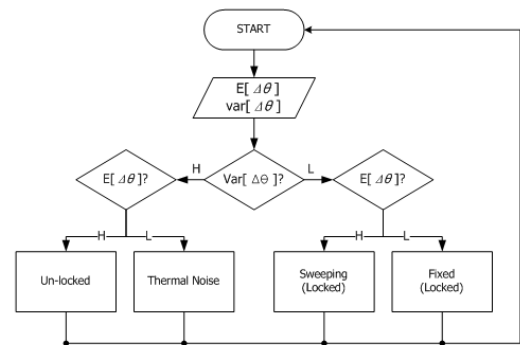 START
E[ Δθ ]
var[ Δθ ]
E[ Δθ ]?
H
Var[ ΔΘ ]?
L
E[ Δθ ]?
H
L
H
L
Un-locked
Thermal Noise
Sweeping
(Locked)
Fixed
(Locked)